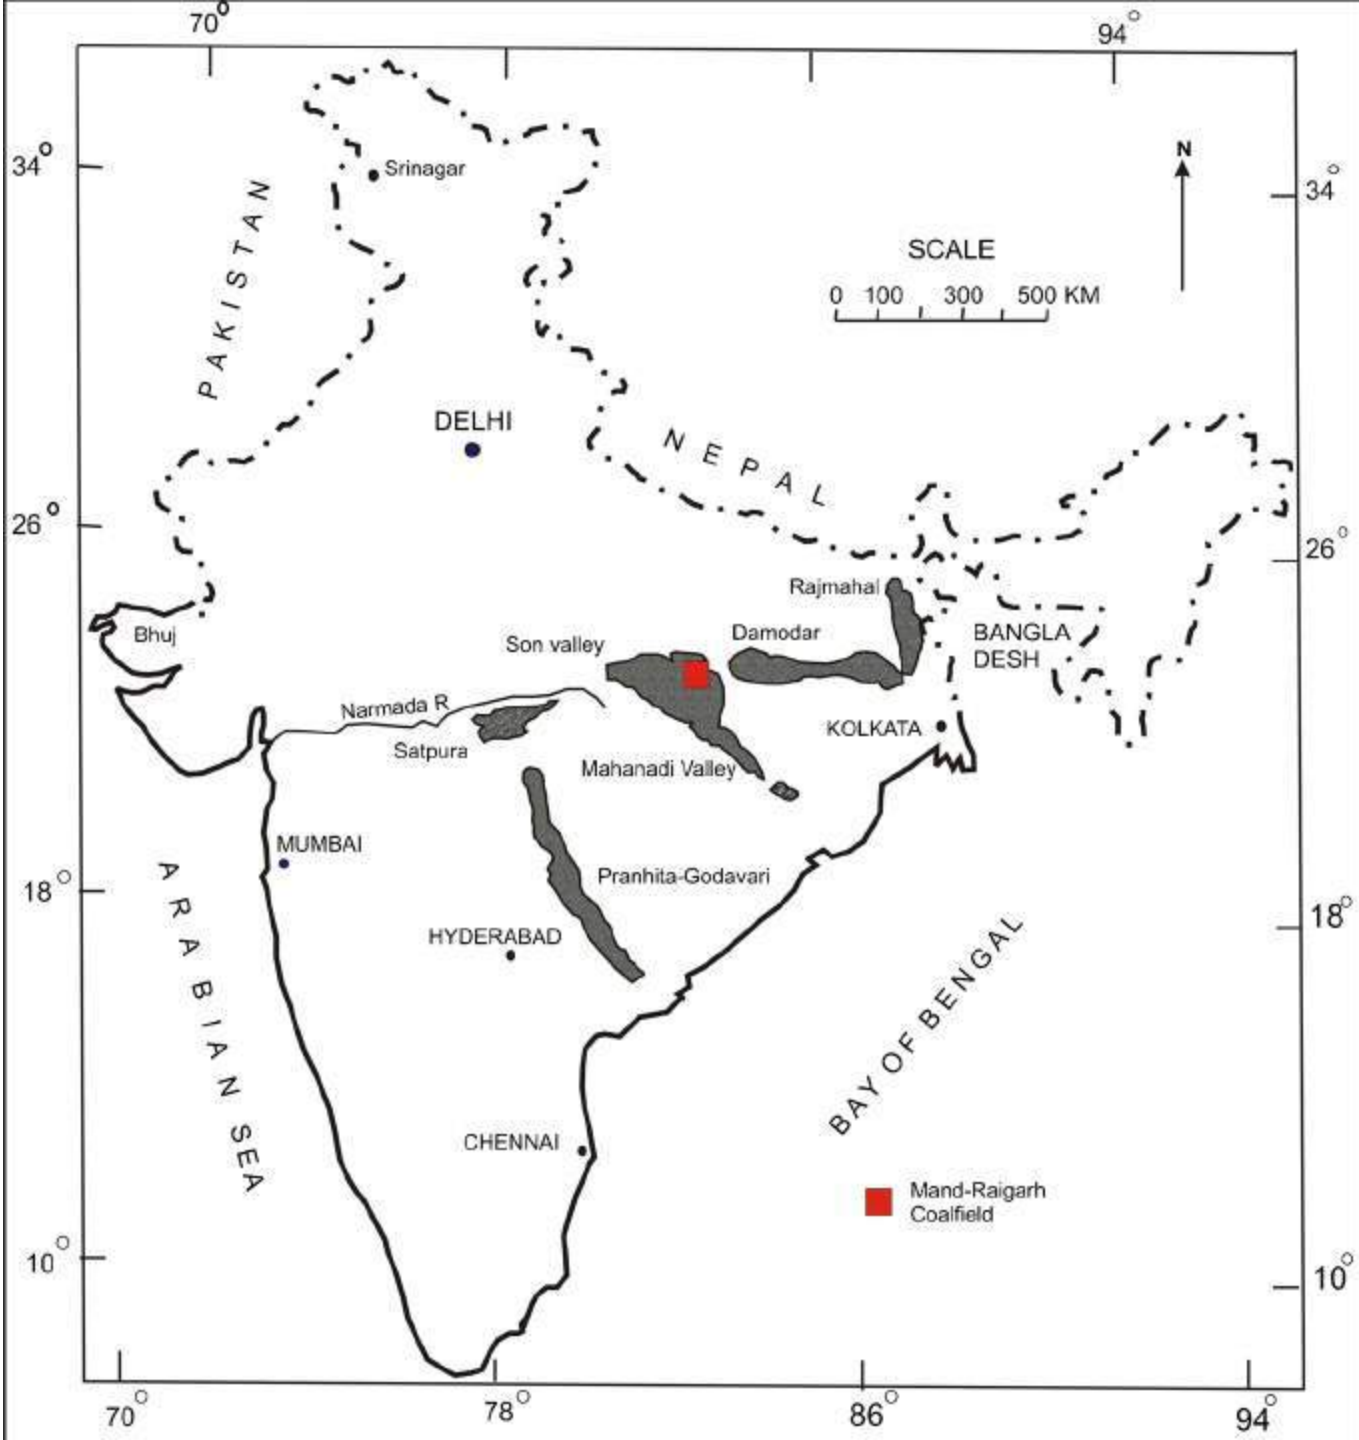 70°
94°
34°
Srinagar
N
34°
PAKISTAN
SCALE
0 100 300 500 KM
DELHI
NEPAL
26°
26°
Rajmahal
Bhuj
Son valley
Damodar
BANGLA
DESH
Narmada R
Satpura
KOLKATA
Mahanadi Valley
MUMBAI
ARABIAN SEA
Pranhita-Godavari
18°
18°
HYDERABAD
BAY OF BENGAL
CHENNAI
Mand-Raigarh
Coalfield
10°
10°
70°
78°
86°
94°